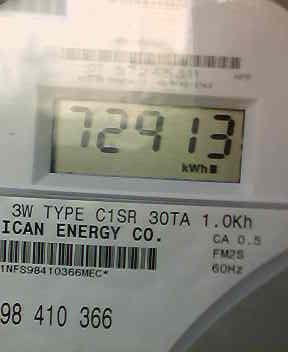 72913
kWh
3W TYPE C1SR 30TA 1.0Kh
ICAN ENERGY CO.
CA 0.5
FM2S
60Hz
1NFS98410366MEC*
98 410 366